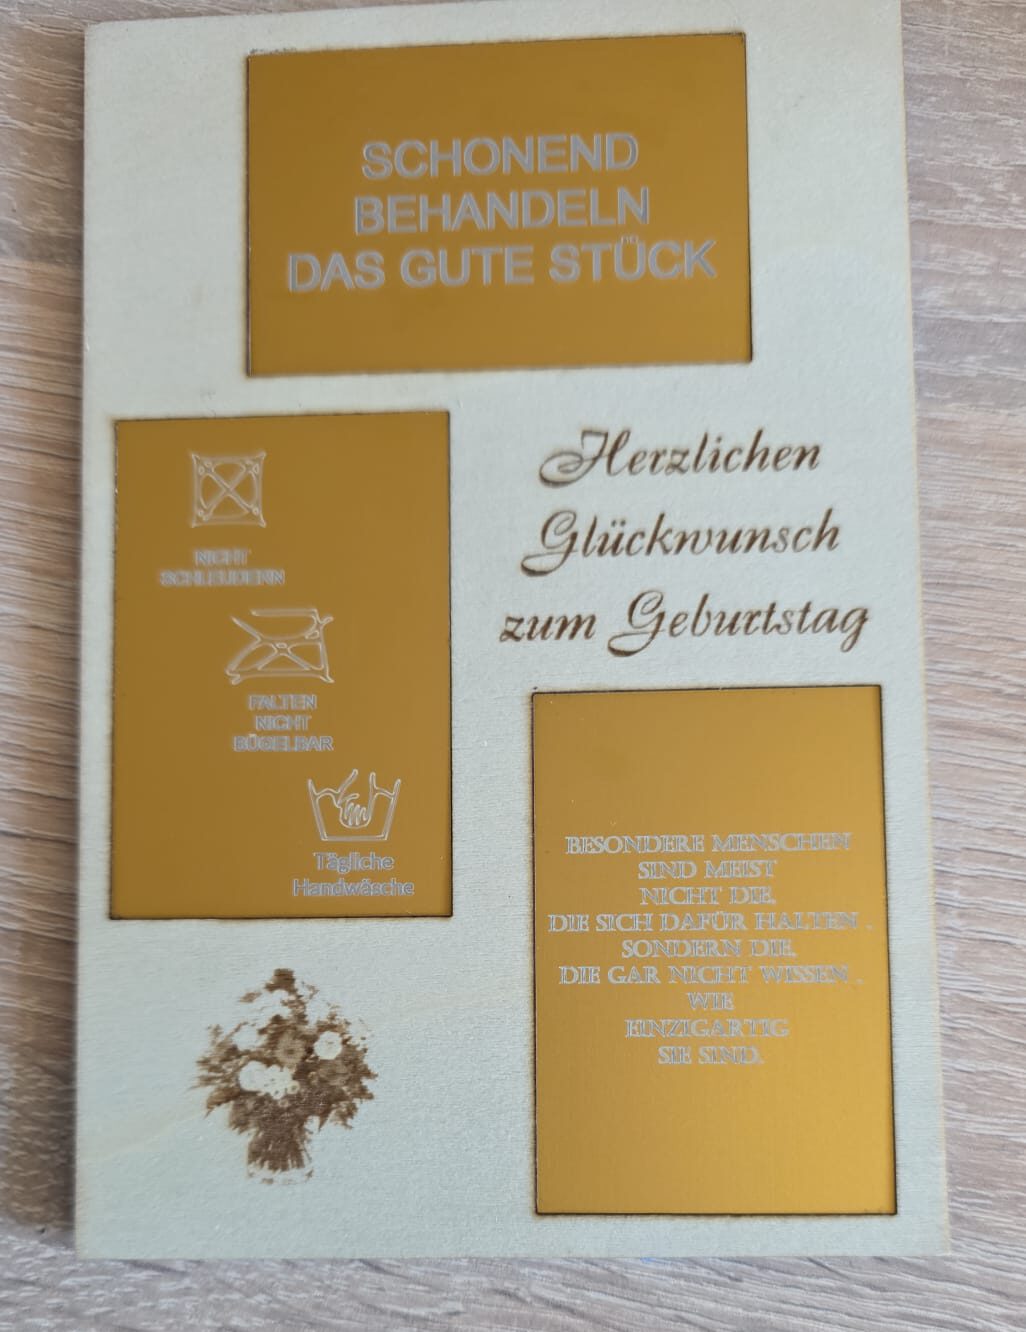 SCHONEND
BEHANDELN
DAS GUTE STÜCK
NICHT
SCHLEUDERN
FALTEN
NICHT
BÜGELBAR
Tägliche
Handwäsche
Herzlichen
Glückwunsch
zum Geburtstag
BESONDERE MENSCHEN
SIND MEIST
NICHT DIE,
DIE SICH DAFÜR HALTEN ,
SONDERN DIE,
DIE GAR NICHT WISSEN ,
WIE
EINZIGARTIG
SIE SIND.